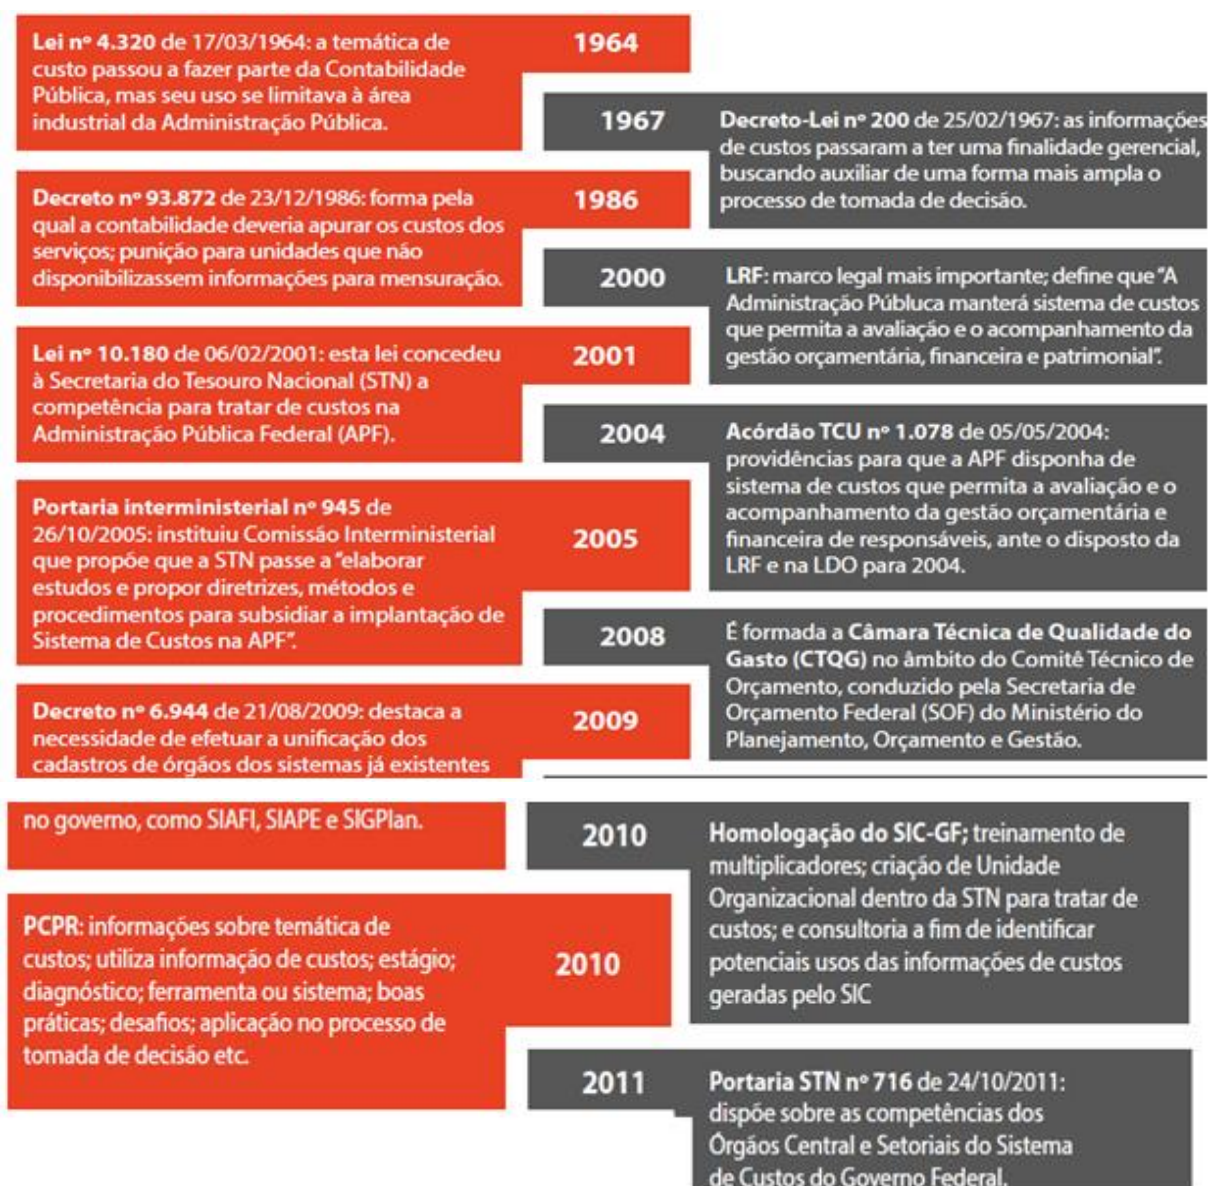 Lei nº 4.320 de 17/03/1964: a temática de
custo passou a fazer parte da Contabilidade
Pública, mas seu uso se limitava à área
industrial da Administração Pública.
1964
1967
Decreto-Lei nº 200 de 25/02/1967: as informações
de custos passaram a ter uma finalidade gerencial,
buscando auxiliar de uma forma mais ampla o
processo de tomada de decisão.
Decreto nº 93.872 de 23/12/1986: forma pela
qual a contabilidade deveria apurar os custos dos
serviços; punição para unidades que não
disponibilizassem informações para mensuração.
1986
2000
LRF: marco legal mais importante; define que “A
Administração Públuca manterá sistema de custos
que permita a avaliação e o acompanhamento da
gestão orçamentária, financeira e patrimonial”.
Lei nº 10.180 de 06/02/2001: esta lei concedeu
à Secretaria do Tesouro Nacional (STN) a
competência para tratar de custos na
Administração Pública Federal (APF).
2001
2004
Acórdão TCU nº 1.078 de 05/05/2004:
providências para que a APF disponha de
sistema de custos que permita a avaliação e o
acompanhamento da gestão orçamentária e
financeira de responsáveis, ante o disposto da
LRF e na LDO para 2004.
Portaria interministerial nº 945 de
26/10/2005: instituiu Comissão Interministerial
que propõe que a STN passe a “elaborar
estudos e propor diretrizes, métodos e
procedimentos para subsidiar a implantação de
Sistema de Custos na APF”.
2005
2008
É formada a Câmara Técnica de Qualidade do
Gasto (CTQG) no âmbito do Comitê Técnico de
Orçamento, conduzido pela Secretaria de
Orçamento Federal (SOF) do Ministério do
Planejamento, Orçamento e Gestão.
Decreto nº 6.944 de 21/08/2009: destaca a
necessidade de efetuar a unificação dos
cadastros de órgãos dos sistemas já existentes
2009
no governo, como SIAFI, SIAPE e SIGPlan.
2010
Homologação do SIC-GF; treinamento de
multiplicadores; criação de Unidade
Organizacional dentro da STN para tratar de
custos; e consultoria a fim de identificar
potenciais usos das informações de custos
geradas pelo SIC
PCPR: informações sobre temática de
custos; utiliza informação de custos; estágio;
diagnóstico; ferramenta ou sistema; boas
práticas; desafios; aplicação no processo de
tomada de decisão etc.
2010
2011
Portaria STN nº 716 de 24/10/2011:
dispõe sobre as competências dos
Órgãos Central e Setoriais do Sistema
de Custos do Governo Federal.